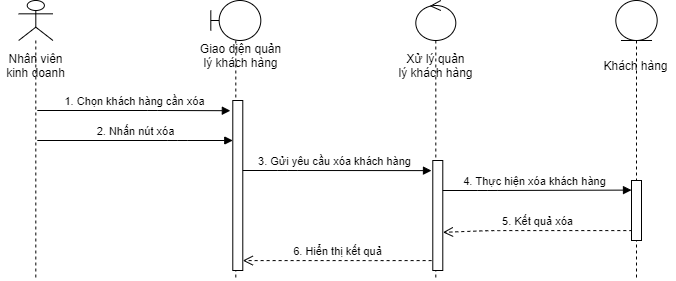 Nhân viên
kinh doanh
Giao diện quản
lý khách hàng
Xử lý quản
lý khách hàng
Khách hàng
1. Chọn khách hàng cần xóa
2. Nhấn nút xóa
3. Gửi yêu cầu xóa khách hàng
4. Thực hiện xóa khách hàng
5. Kết quả xóa
6. Hiển thị kết quả